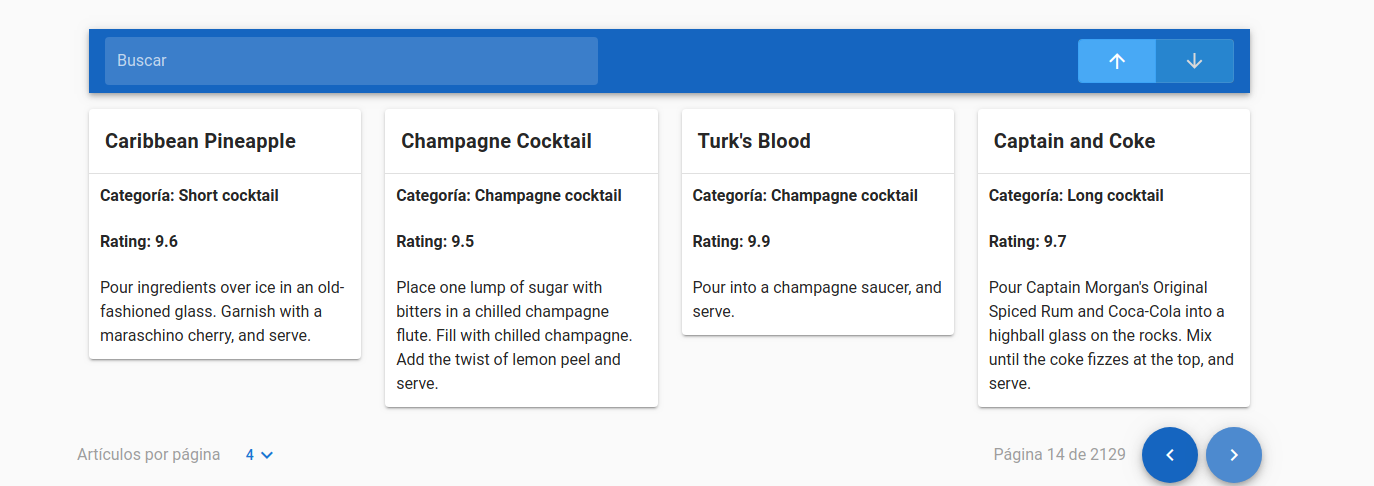 Buscar
Caribbean Pineapple
Categoría: Short cocktail
Rating: 9.6
Pour ingredients over ice in an old-
fashioned glass. Garnish with a
maraschino cherry, and serve.
Champagne Cocktail
Categoría: Champagne cocktail
Rating: 9.5
Place one lump of sugar with
bitters in a chilled champagne
flute. Fill with chilled champagne.
Add the twist of lemon peel and
serve.
Turk's Blood
Categoría: Champagne cocktail
Rating: 9.9
Pour into a champagne saucer, and
serve.
Captain and Coke
Categoría: Long cocktail
Rating: 9.7
Pour Captain Morgan's Original
Spiced Rum and Coca-Cola into a
highball glass on the rocks. Mix
until the coke fizzes at the top, and
serve.
Artículos por página 4
Página 14 de 2129